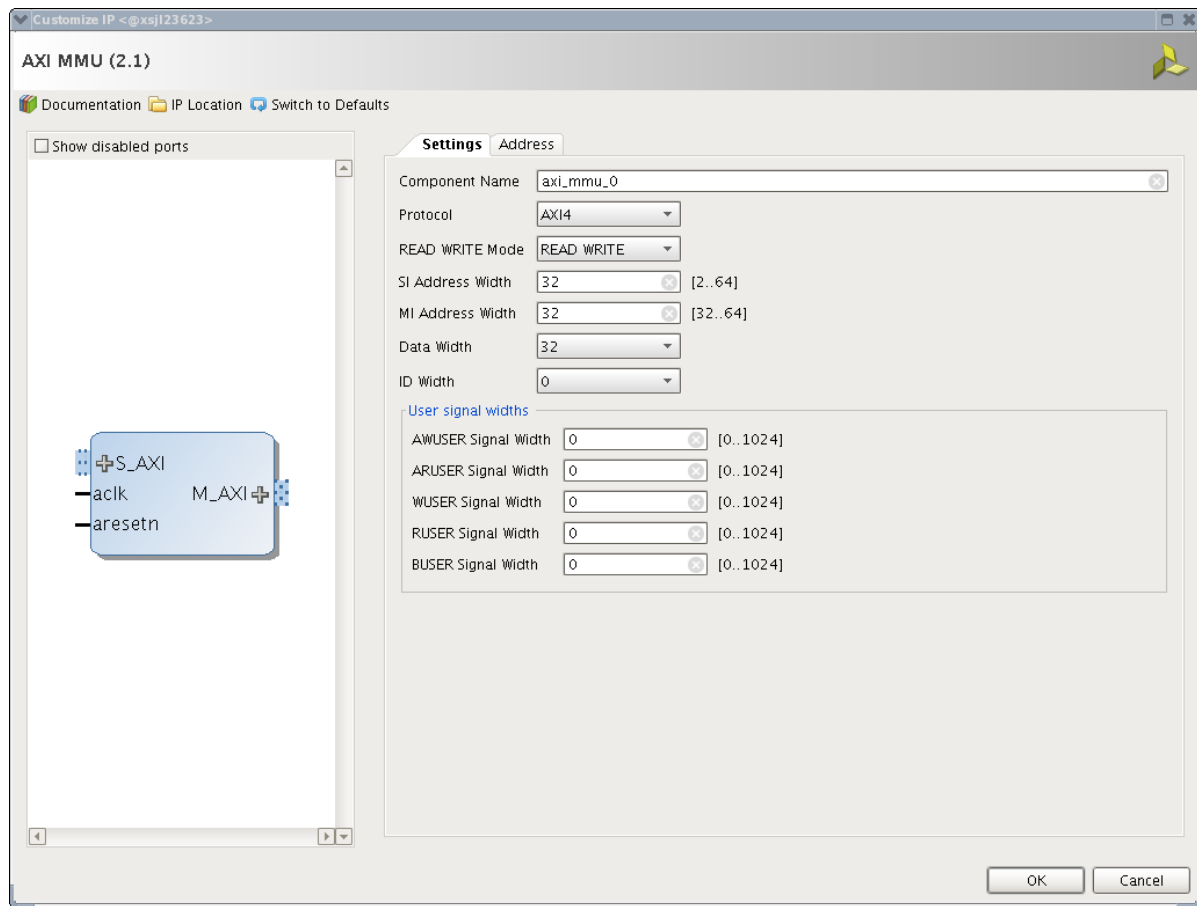 Customize IP <@xsjl23623>
AXI MMU (2.1)
Documentation IP Location Switch to Defaults
Show disabled ports
S_AXI
aclk M_AXI
aresetn
Settings Address
Component Name axi_mmu_0
Protocol AXI4
READ WRITE Mode READ WRITE
SI Address Width 32 [2..64]
MI Address Width 32 [32..64]
Data Width 32
ID Width 0
User signal widths
AWUSER Signal Width 0 [0..1024]
ARUSER Signal Width 0 [0..1024]
WUSER Signal Width 0 [0..1024]
RUSER Signal Width 0 [0..1024]
BUSER Signal Width 0 [0..1024]
OK Cancel